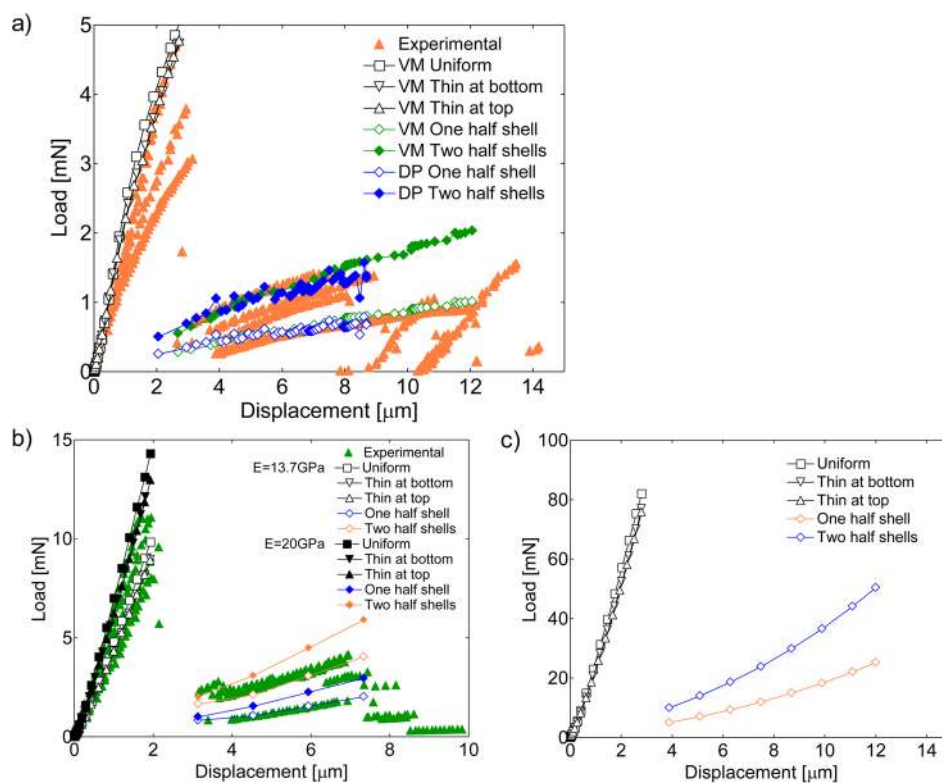 a)
Load [mN]
5
4
3
2
1
0
Experimental
VM Uniform
VM Thin at bottom
VM Thin at top
VM One half shell
VM Two half shells
DP One half shell
DP Two half shells
0 2 4 6 8 10 12 14
Displacement [μm]
b)
Load [mN]
15
10
5
0
Experimental
E=13.7GPa Uniform
Thin at bottom
Thin at top
One half shell
Two half shells
E=20GPa Uniform
Thin at bottom
Thin at top
One half shell
Two half shells
0 2 4 6 8 10
Displacement [μm]
c)
Load [mN]
100
80
60
40
20
0
Uniform
Thin at bottom
Thin at top
One half shell
Two half shells
0 2 4 6 8 10 12 14
Displacement [μm]